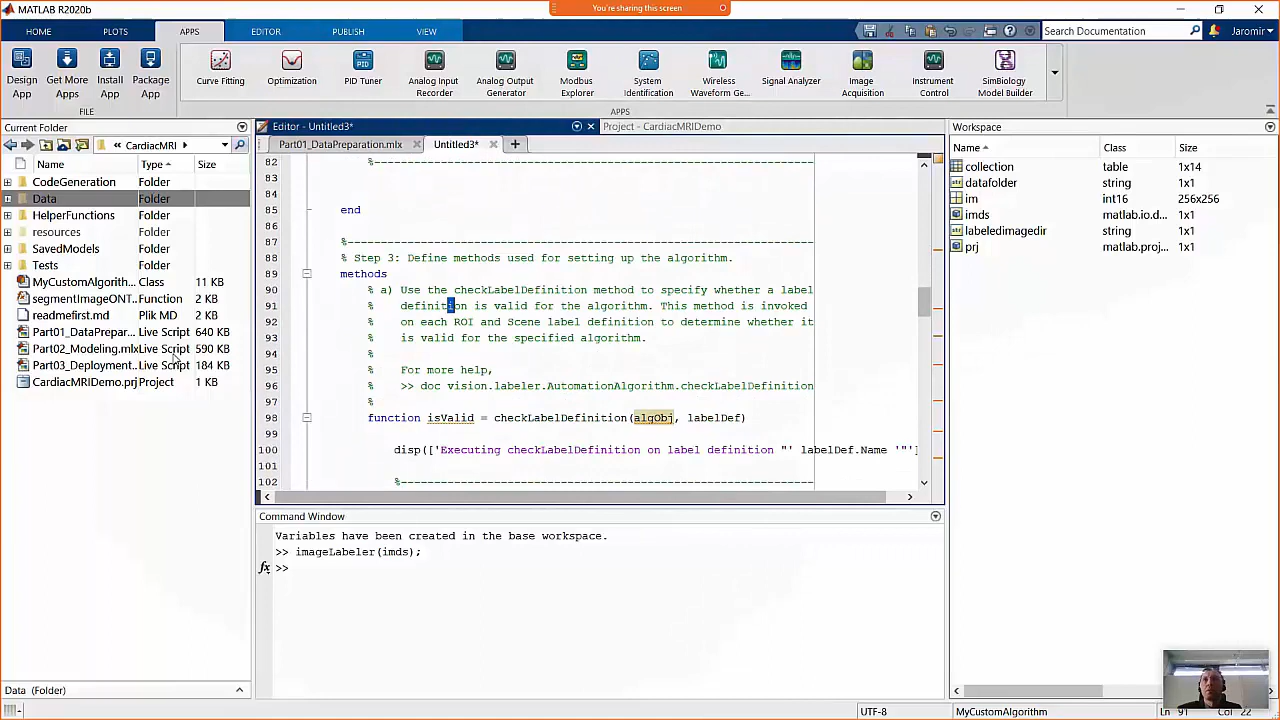 MATLAB R2020b
You're sharing this screen
HOME PLOTS APPS EDITOR PUBLISH VIEW
Search Documentation
Jaromir
Design App
Get More Apps
Install App
Package App
Curve Fitting
Optimization
PID Tuner
Analog Input Recorder
Analog Output Generator
Modbus Explorer
System Identification
Wireless Waveform Ge...
Signal Analyzer
Image Acquisition
Instrument Control
SimBiology Model Builder
FILE
APPS
Current Folder
« CardiacMRI
Name Type Size
CodeGeneration Folder
Data Folder
HelperFunctions Folder
resources Folder
SavedModels Folder
Tests Folder
MyCustomAlgorith... Class 11 KB
segmentImageONT... Function 2 KB
readmefirst.md Plik MD 2 KB
Part01_DataPrepar... Live Script 640 KB
Part02_Modeling.mlx Live Script 590 KB
Part03_Deployment... Live Script 184 KB
CardiacMRIDemo.prj Project 1 KB
Data (Folder)
Editor - Untitled3*
Project - CardiacMRIDemo
Part01_DataPreparation.mlx Untitled3*
82 %----------------------------------------------------------------
83
84
85 end
86
87 %--------------------------------------------------------------------
88 % Step 3: Define methods used for setting up the algorithm.
89 methods
90 % a) Use the checkLabelDefinition method to specify whether a label
91 % definition is valid for the algorithm. This method is invoked
92 % on each ROI and Scene label definition to determine whether it
93 % is valid for the specified algorithm.
94 %
95 % For more help,
96 % >> doc vision.labeler.AutomationAlgorithm.checkLabelDefinition
97 %
98 function isValid = checkLabelDefinition(algObj, labelDef)
99
100 disp(['Executing checkLabelDefinition on label definition "' labelDef.Name '"']
101
102 %---------------------------------------------------------------
Command Window
Variables have been created in the base workspace.
>> imageLabeler(imds);
fx >>
Workspace
Name Class Size
collection table 1x14
datafolder string 1x1
im int16 256x256
imds matlab.io.d... 1x1
labeledimagedir string 1x1
prj matlab.proj... 1x1
UTF-8
MyCustomAlgorithm
Ln 91 Col 22